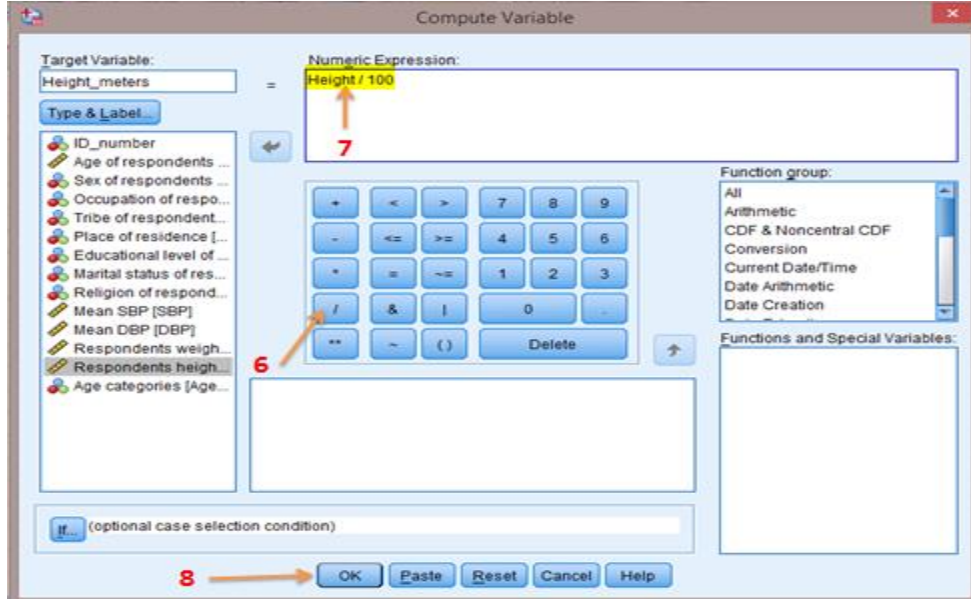 Compute Variable
Target Variable:
Height_meters
=
Numeric Expression:
Height / 100
7
Type & Label...
ID_number
Age of respondents ...
Sex of respondents ...
Occupation of respo...
Tribe of respondent...
Place of residence [...
Educational level of ...
Marital status of res...
Religion of respond...
Mean SBP [SBP]
Mean DBP [DBP]
Respondents weigh...
Respondents heigh...
Age categories [Age...
+ < > 7 8 9
- <= >= 4 5 6
* = ~= 1 2 3
/ & | 0 .
** ~ ( ) Delete
6
Function group:
All
Arithmetic
CDF & Noncentral CDF
Conversion
Current Date/Time
Date Arithmetic
Date Creation
Functions and Special Variables:
If... (optional case selection condition)
8
OK Paste Reset Cancel Help